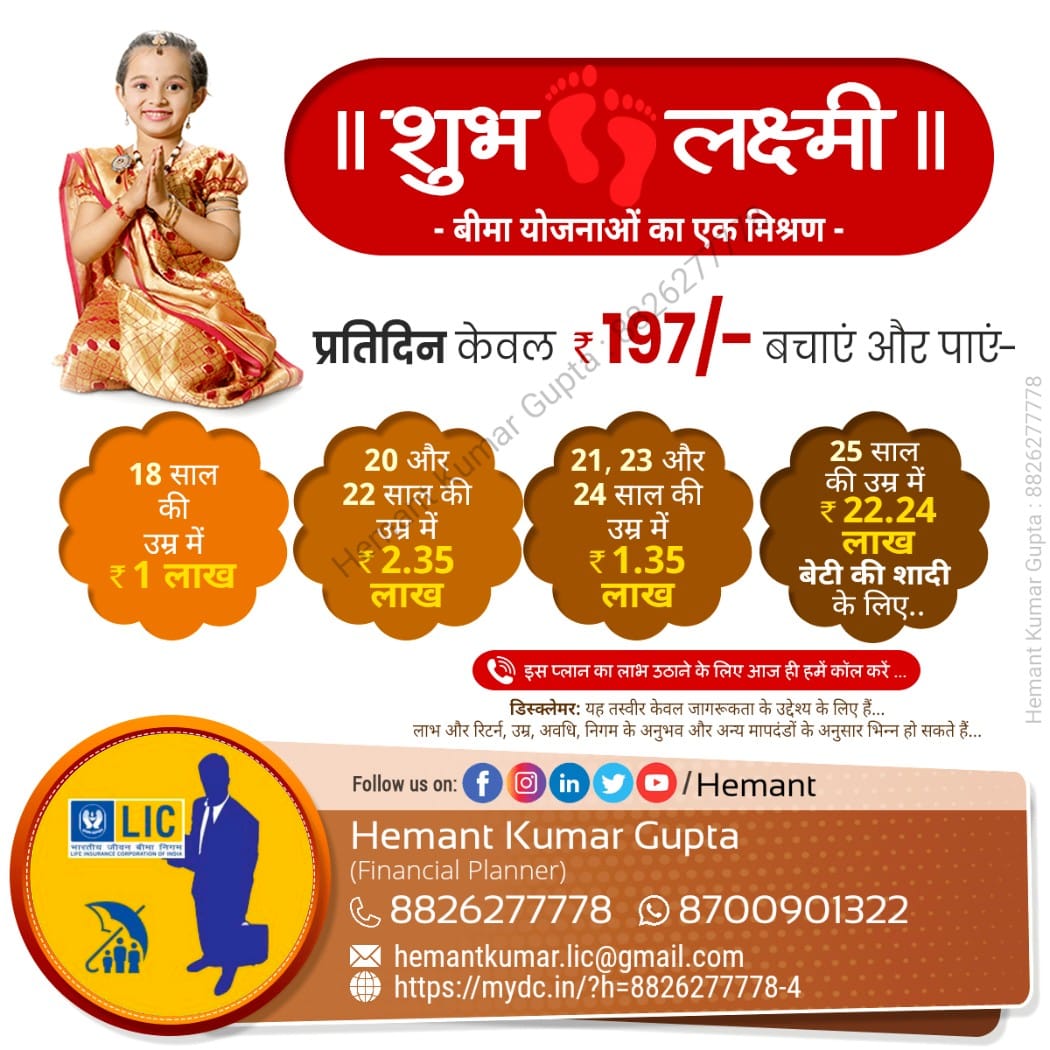 ॥ शुभ लक्ष्मी ॥
- बीमा योजनाओं का एक मिश्रण -
प्रतिदिन केवल ₹ 197/- बचाएं और पाएं-
18 साल
की
उम्र में
₹ 1 लाख
20 और
22 साल की
उम्र में
₹ 2.35
लाख
21, 23 और
24 साल की
उम्र में
₹ 1.35
लाख
25 साल
की उम्र में
₹ 22.24
लाख
बेटी की शादी
के लिए..
इस प्लान का लाभ उठाने के लिए आज ही हमें कॉल करें ...
डिस्क्लेमर: यह तस्वीर केवल जागरूकता के उद्देश्य के लिए हैं...
लाभ और रिटर्न, उम्र, अवधि, निगम के अनुभव और अन्य मापदंडों के अनुसार भिन्न हो सकते हैं...
LIC
भारतीय जीवन बीमा निगम
LIFE INSURANCE CORPORATION OF INDIA
Follow us on: /Hemant
Hemant Kumar Gupta
(Financial Planner)
8826277778 8700901322
hemantkumar.lic@gmail.com
https://mydc.in/?h=8826277778-4
Hemant Kumar Gupta : 8826277778
Hemant Kumar Gupta : 8826277778